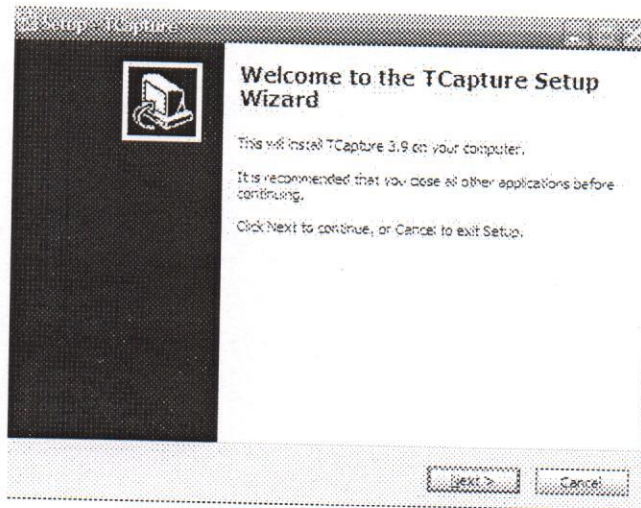 Setup - TCapture
Welcome to the TCapture Setup
Wizard
This will install TCapture 3.9 on your computer.
It is recommended that you close all other applications before
continuing.
Click Next to continue, or Cancel to exit Setup.
Next >
Cancel